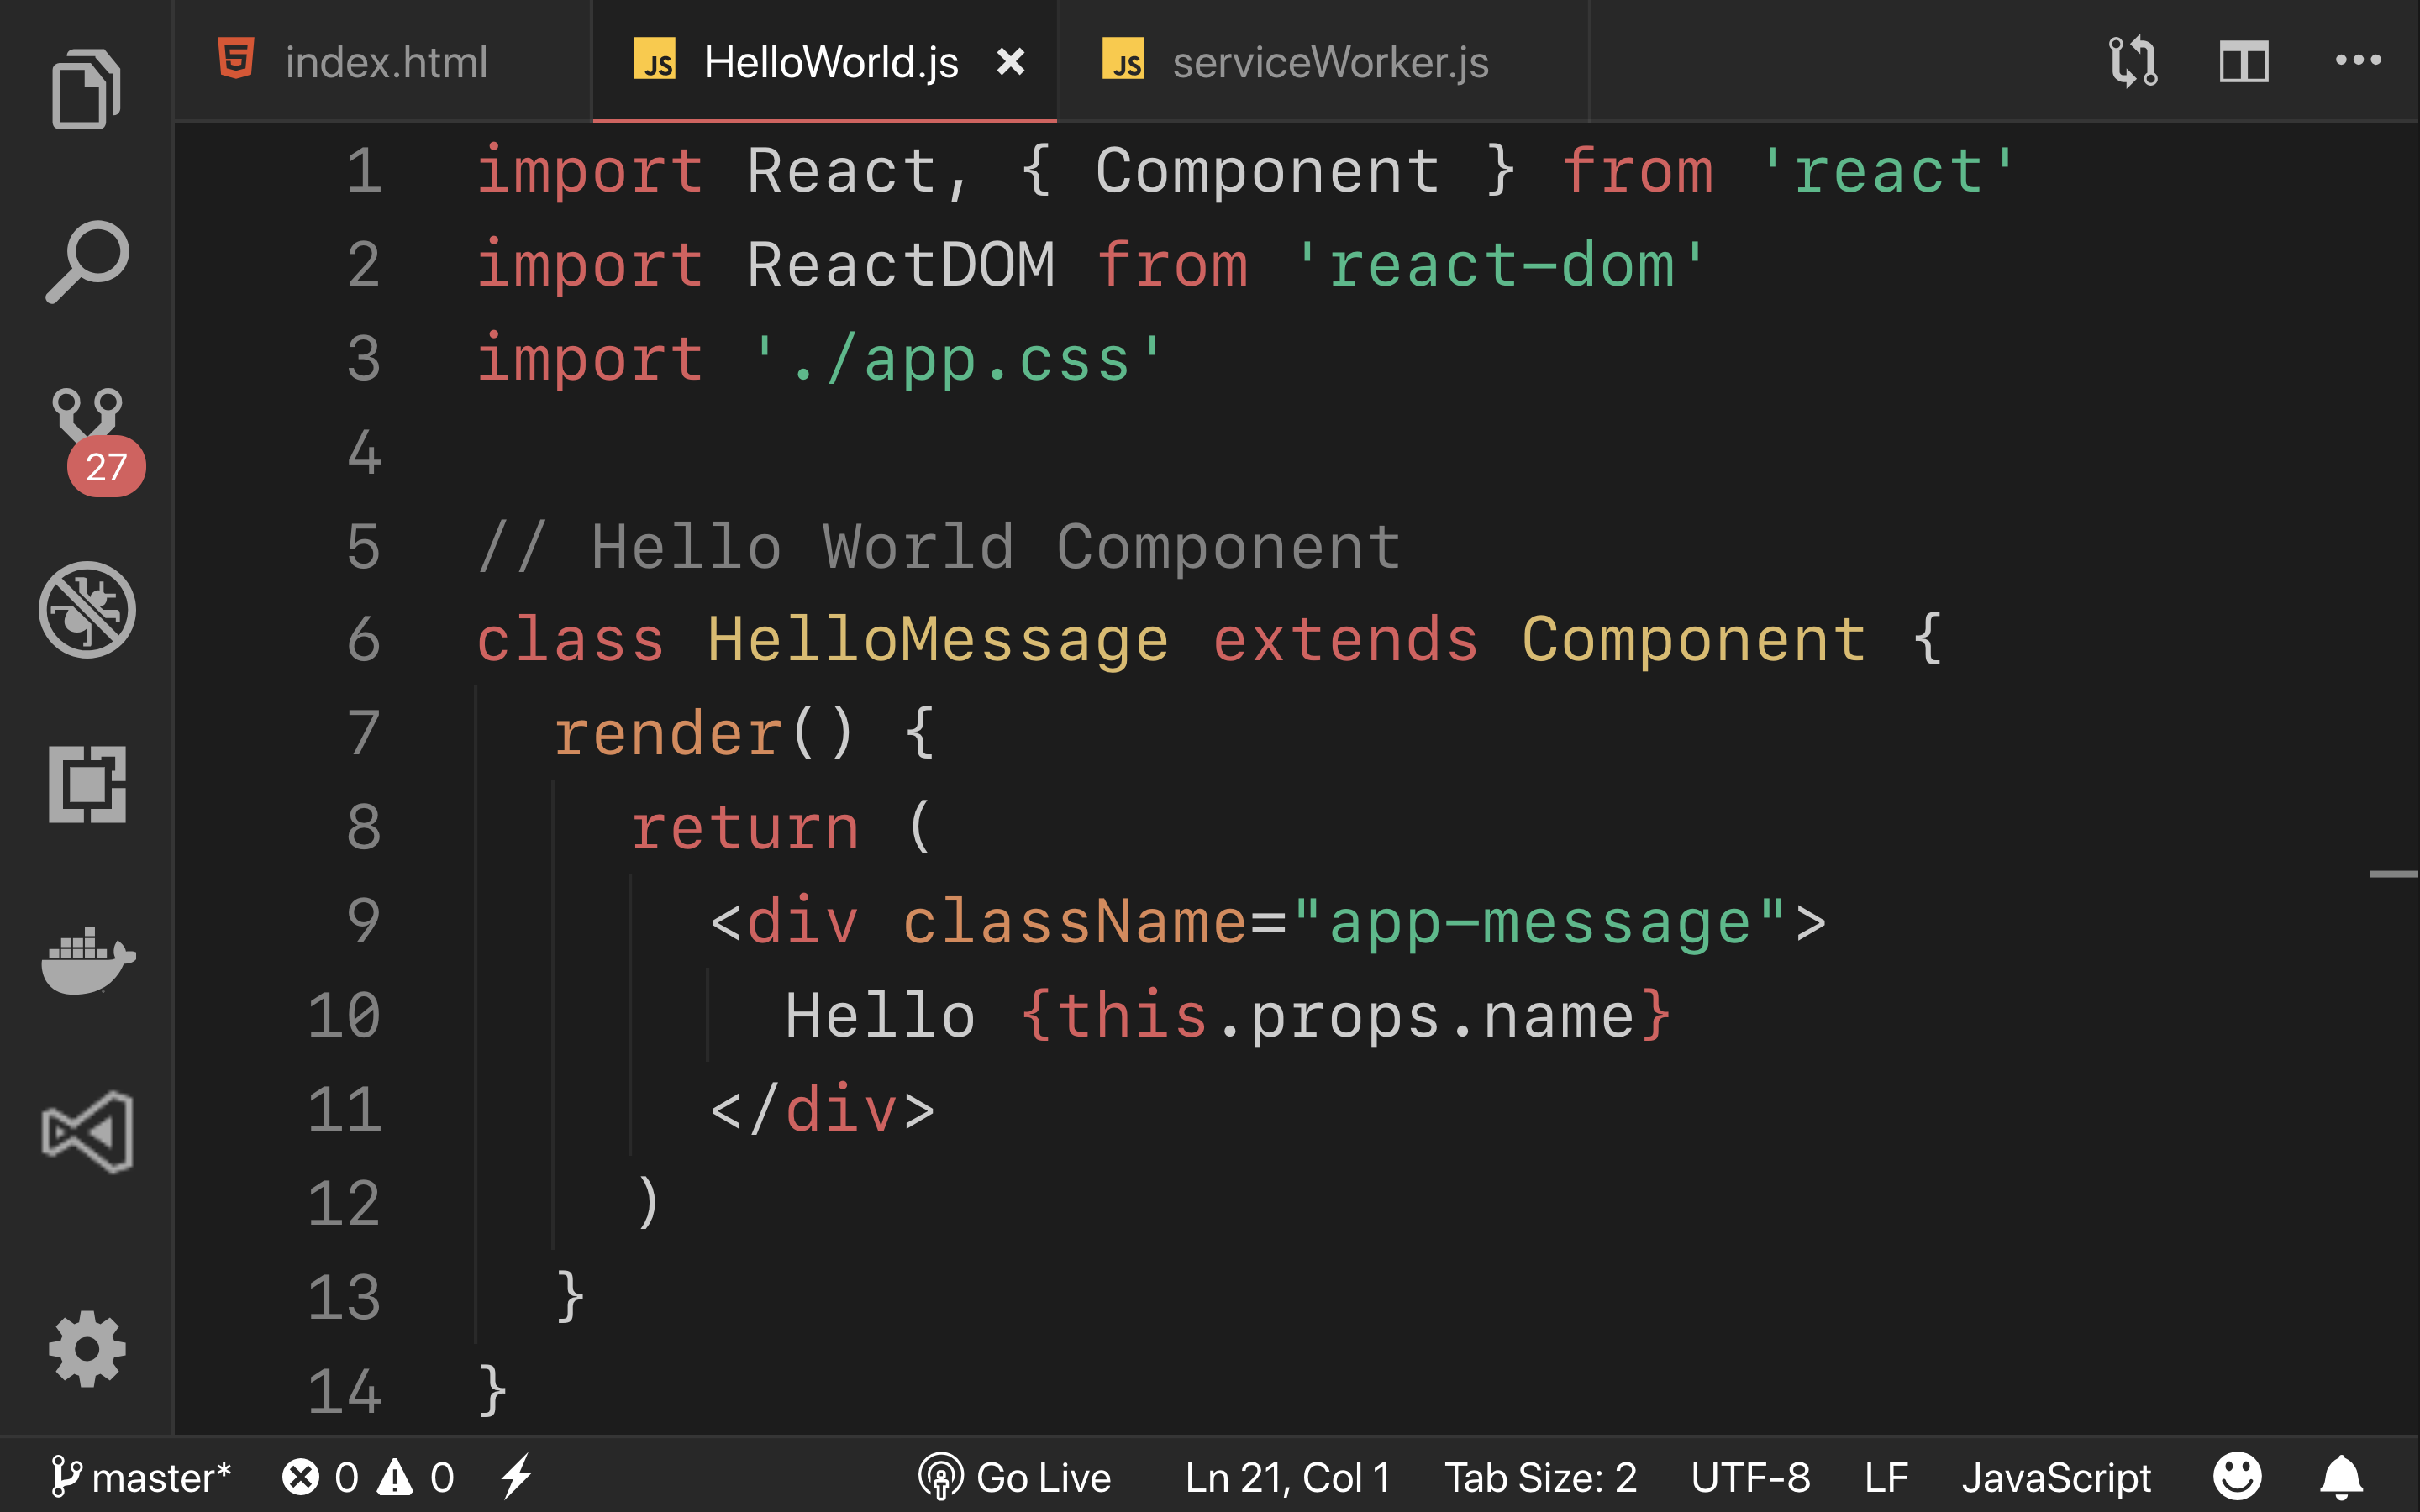 index.html JS HelloWorld.js JS serviceWorker.js
1 import React, { Component } from 'react'
2 import ReactDOM from 'react-dom'
3 import './app.css'
4
5 // Hello World Component
6 class HelloMessage extends Component {
7   render() {
8     return (
9       <div className="app-message">
10         Hello {this.props.name}
11       </div>
12     )
13   }
14 }
27
master* 0 0 Go Live Ln 21, Col 1 Tab Size: 2 UTF-8 LF JavaScript